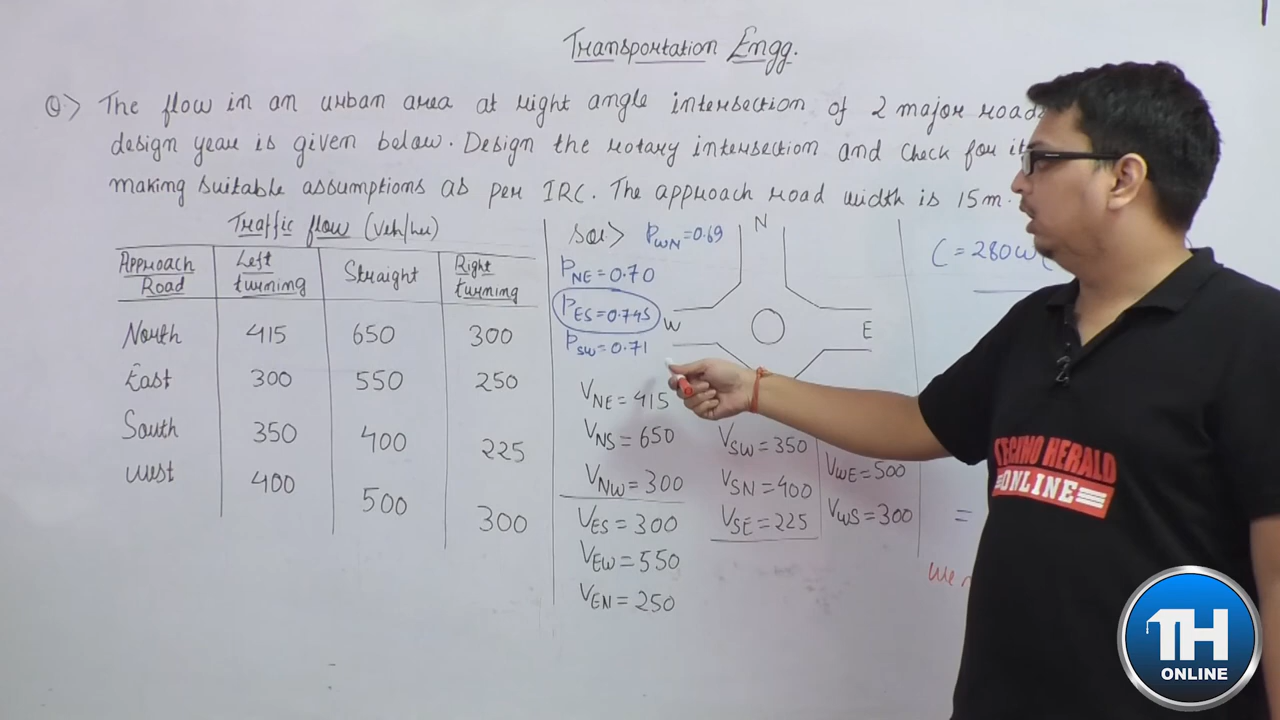 Transportation Engg.
Q.> The flow in an urban area at right angle intersection of 2 major roads
design year is given below. Design the rotary intersection and check for it
making suitable assumptions as per IRC. The approach road width is 15m.
Traffic flow (Veh/hr)
Approach Road Left turning Straight Right turning
North 415 650 300
East 300 550 250
South 350 400 225
West 400 500 300
Sol>
PWN=0.69
PNE=0.70
PES=0.745
PSW=0.71
N
W
E
VNE=415
VNS=650
VNW=300
VES=300
VEW=550
VEN=250
VSW=350
VSN=400
VSE=225
VWE=500
VWS=300
C=280W(
=
We
TECHNO HERALD
ONLINE
TH
ONLINE